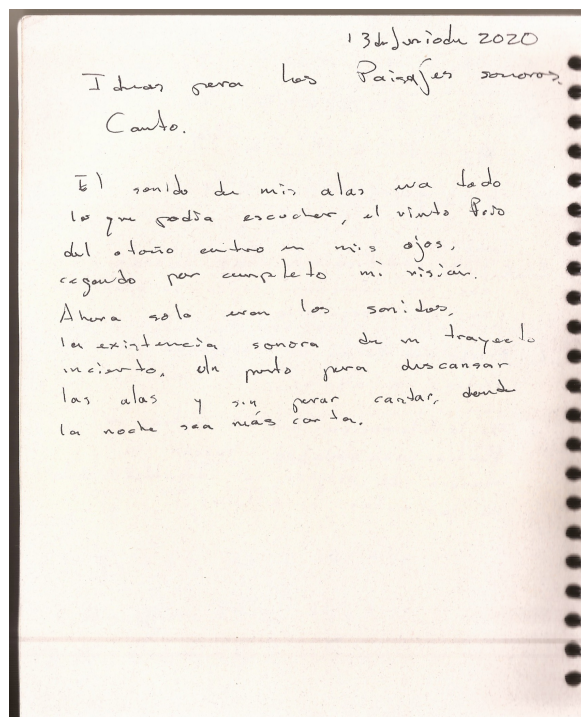 13 de Junio de 2020
Ideas para los Paisajes sonoros.
Canto.
El sonido de mis alas era todo
lo que podía escuchar, el viento frio
del otoño entro en mis ojos,
cegando por completo mi visión.
Ahora solo eran los sonidos,
la existencia sonora de un trayecto
incierto. Un punto para descansar
las alas y sin parar cantar, donde
la noche sea más corta.